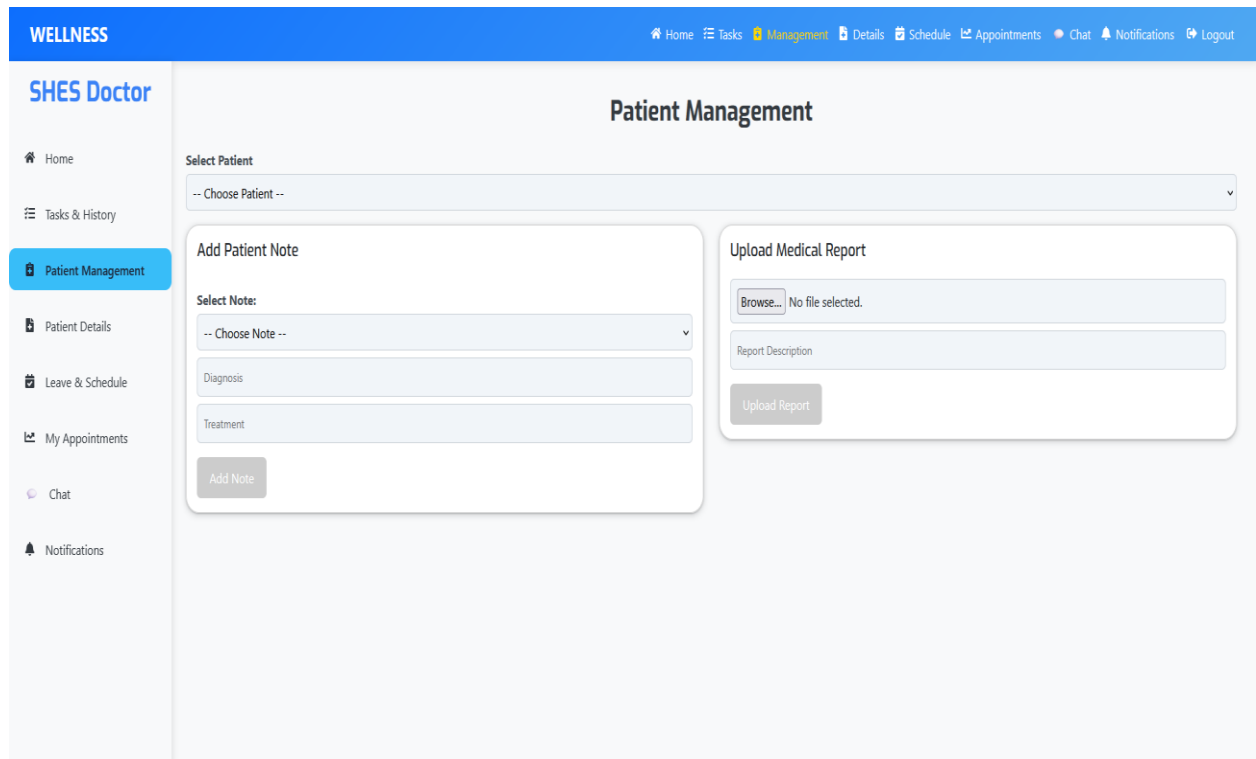 WELLNESS
Home Tasks Management Details Schedule Appointments Chat Notifications Logout
SHES Doctor
Home
Tasks & History
Patient Management
Patient Details
Leave & Schedule
My Appointments
Chat
Notifications
Patient Management
Select Patient
-- Choose Patient --
Add Patient Note
Select Note:
-- Choose Note --
Diagnosis
Treatment
Add Note
Upload Medical Report
Browse... No file selected.
Report Description
Upload Report